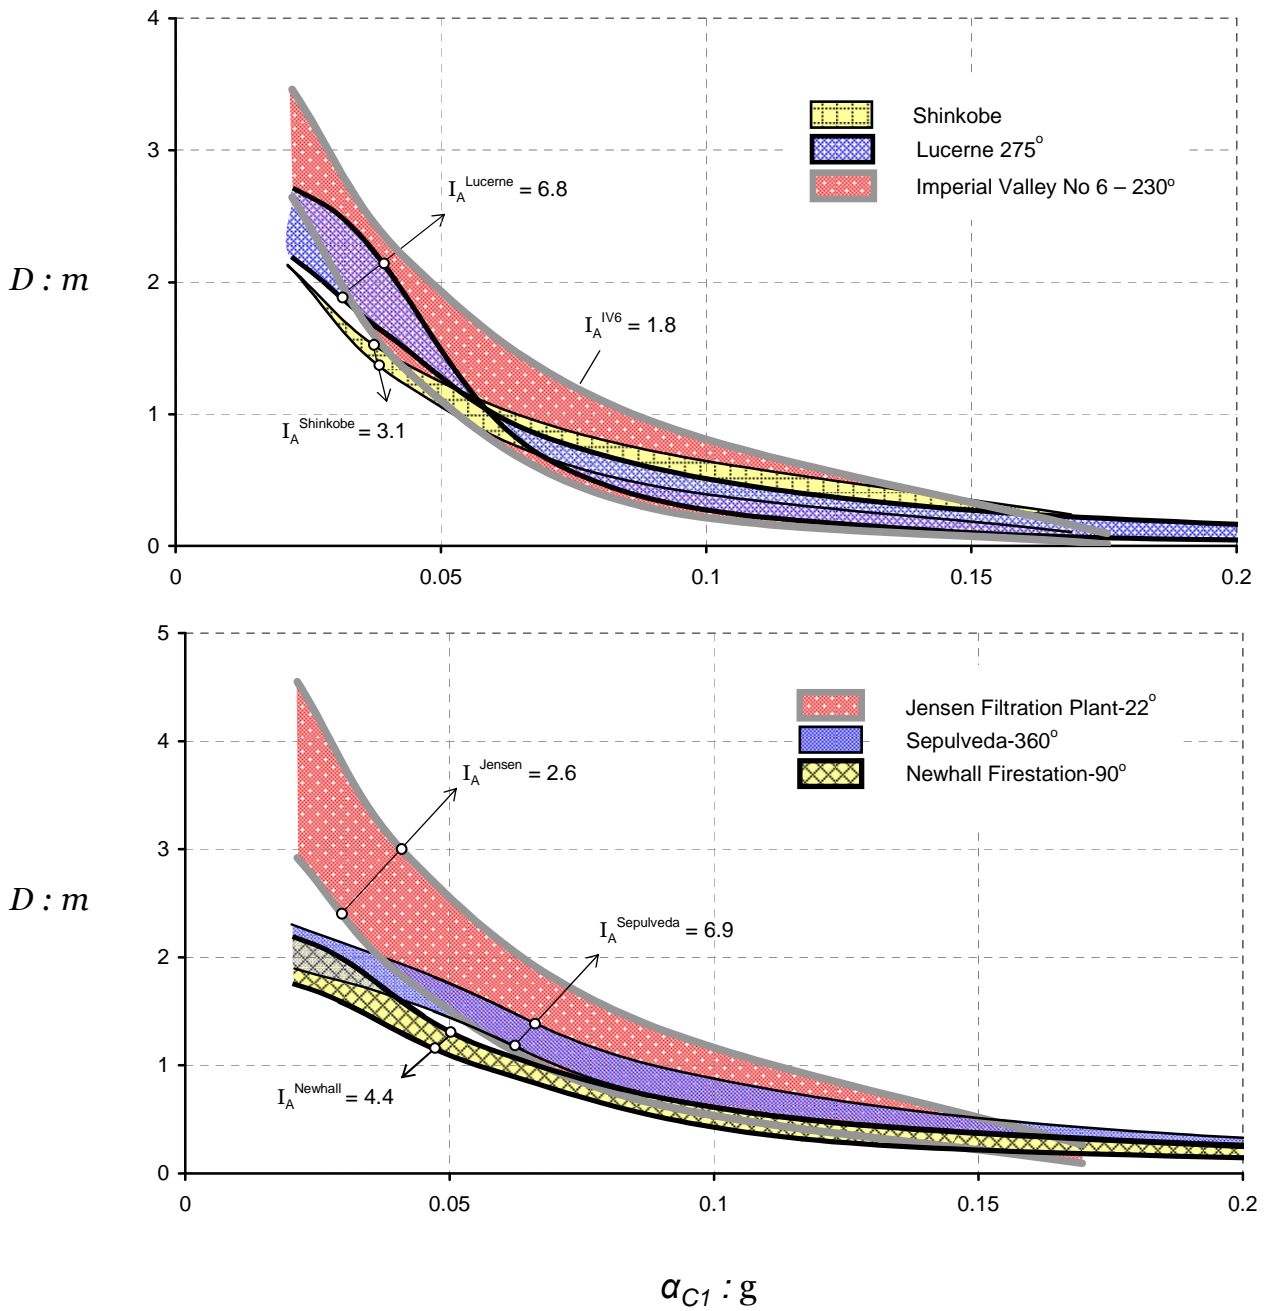 4
3
2
1
0
D : m
Shinkobe
Lucerne 275°
Imperial Valley No 6 – 230°
I_A^Lucerne = 6.8
I_A^IV6 = 1.8
I_A^Shinkobe = 3.1
0 0.05 0.1 0.15 0.2
5
4
3
2
1
0
D : m
Jensen Filtration Plant-22°
Sepulveda-360°
Newhall Firestation-90°
I_A^Jensen = 2.6
I_A^Sepulveda = 6.9
I_A^Newhall = 4.4
0 0.05 0.1 0.15 0.2
α_C1 : g